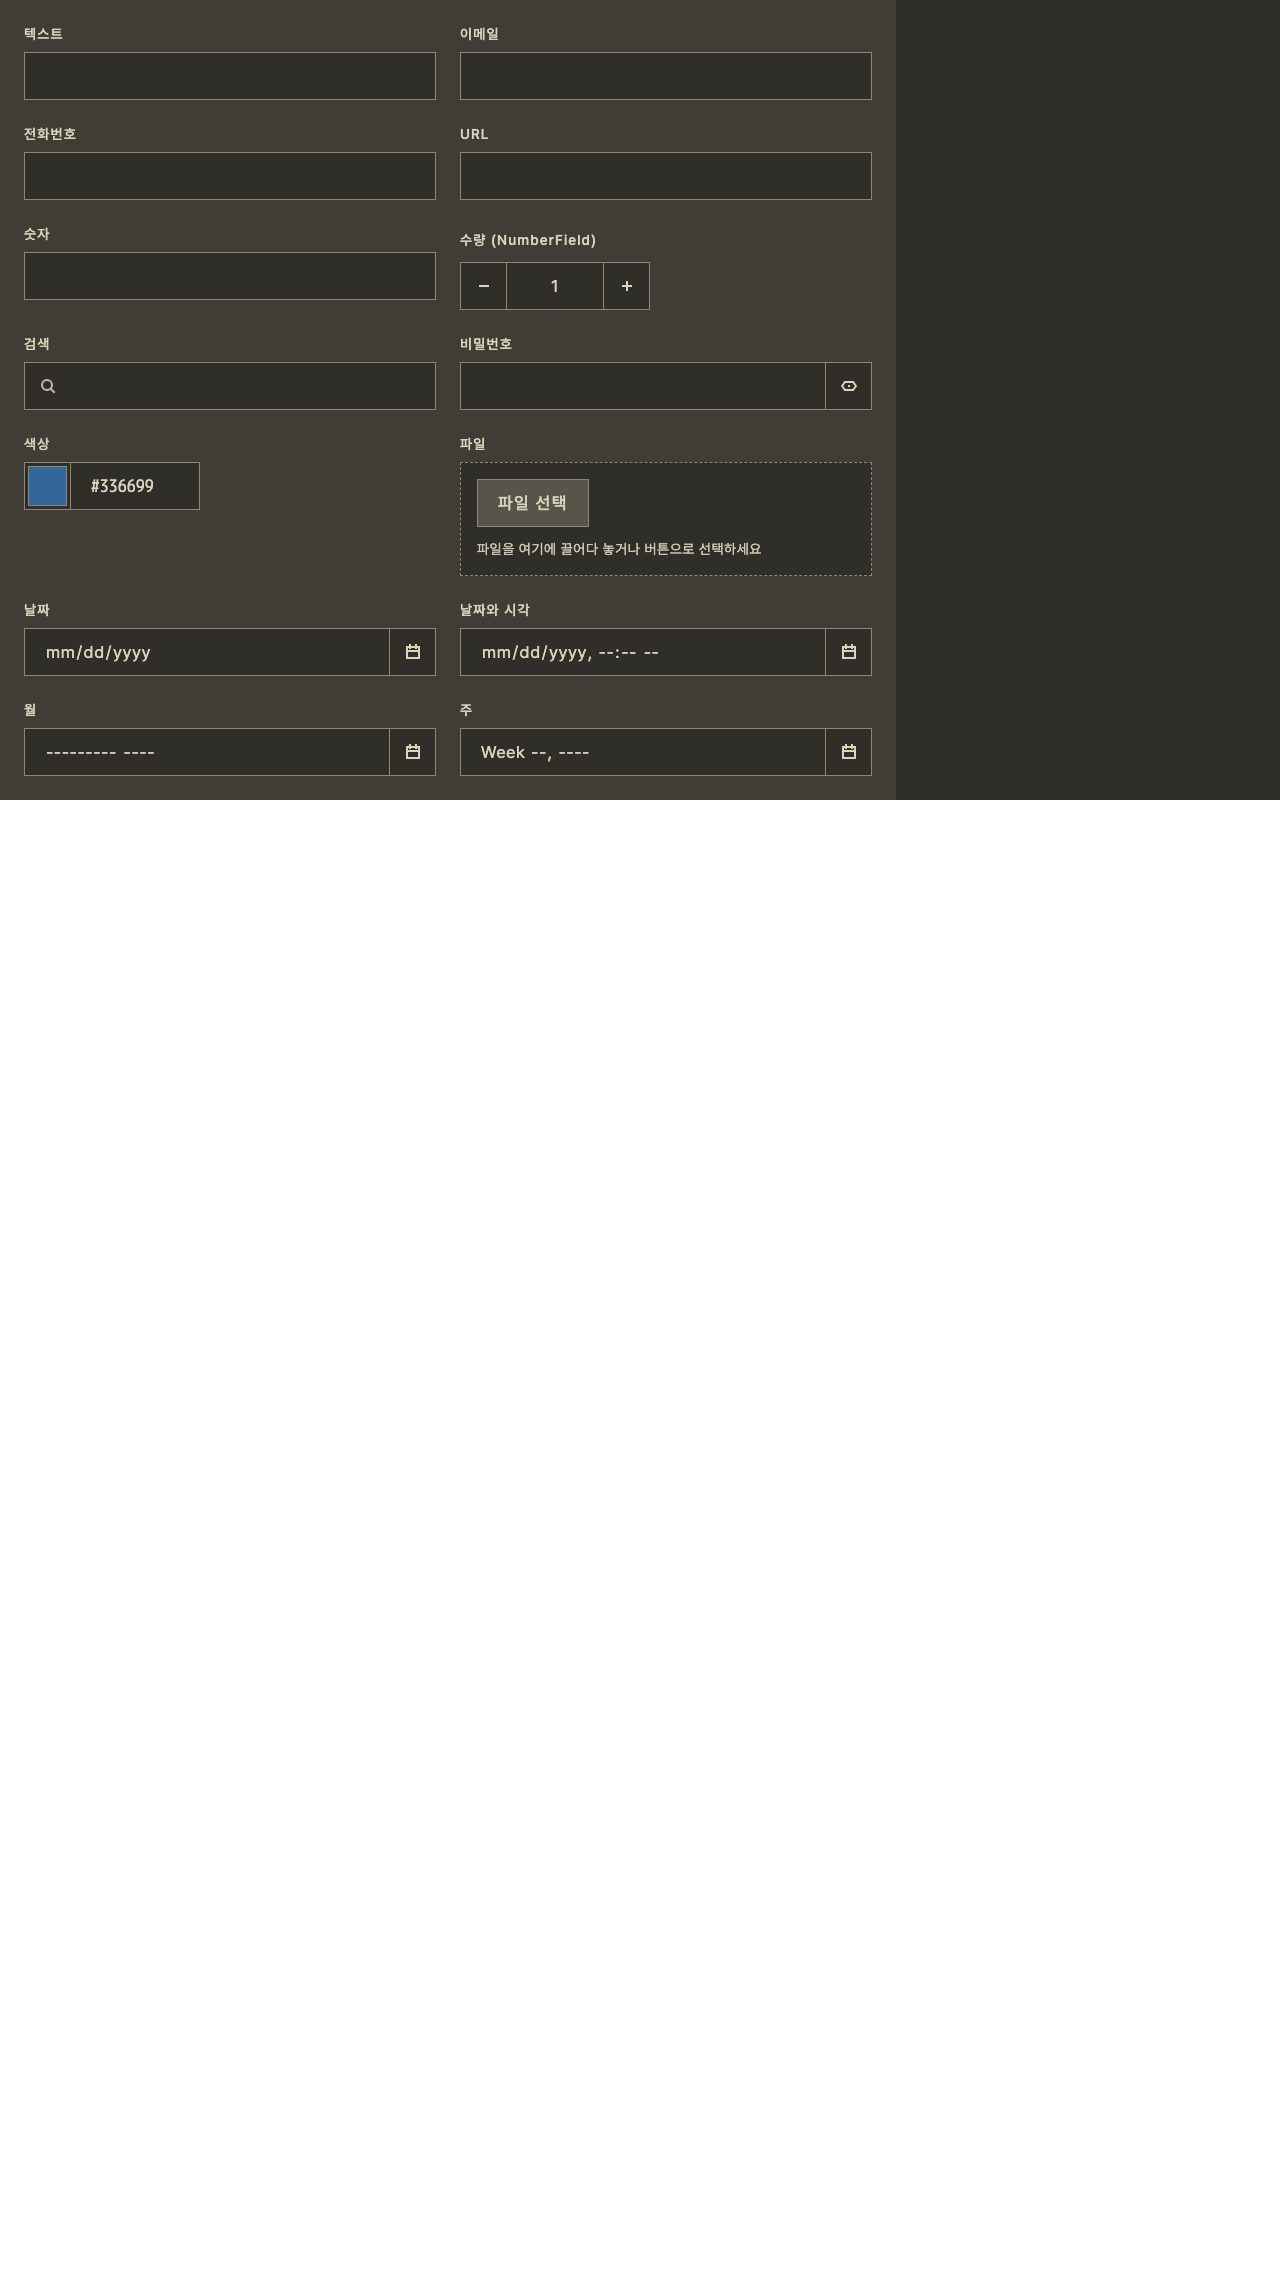 텍스트
이메일
전화번호
URL
숫자
수량 (NumberField)
1
검색
비밀번호
색상
#336699
파일
파일 선택
파일을 여기에 끌어다 놓거나 버튼으로 선택하세요
날짜
mm/dd/yyyy
날짜와 시각
mm/dd/yyyy, --:-- --
월
--------- ----
주
Week --, ----